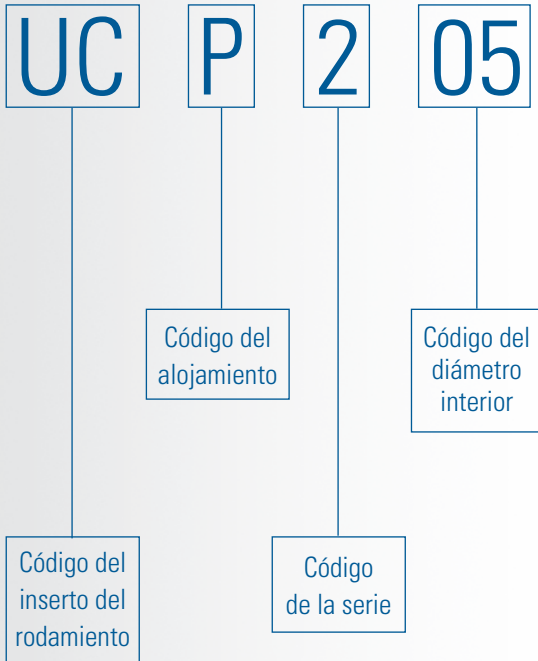 UC P 2 05
Código del
alojamiento
Código del
diámetro
interior
Código del
inserto del
rodamiento
Código
de la serie